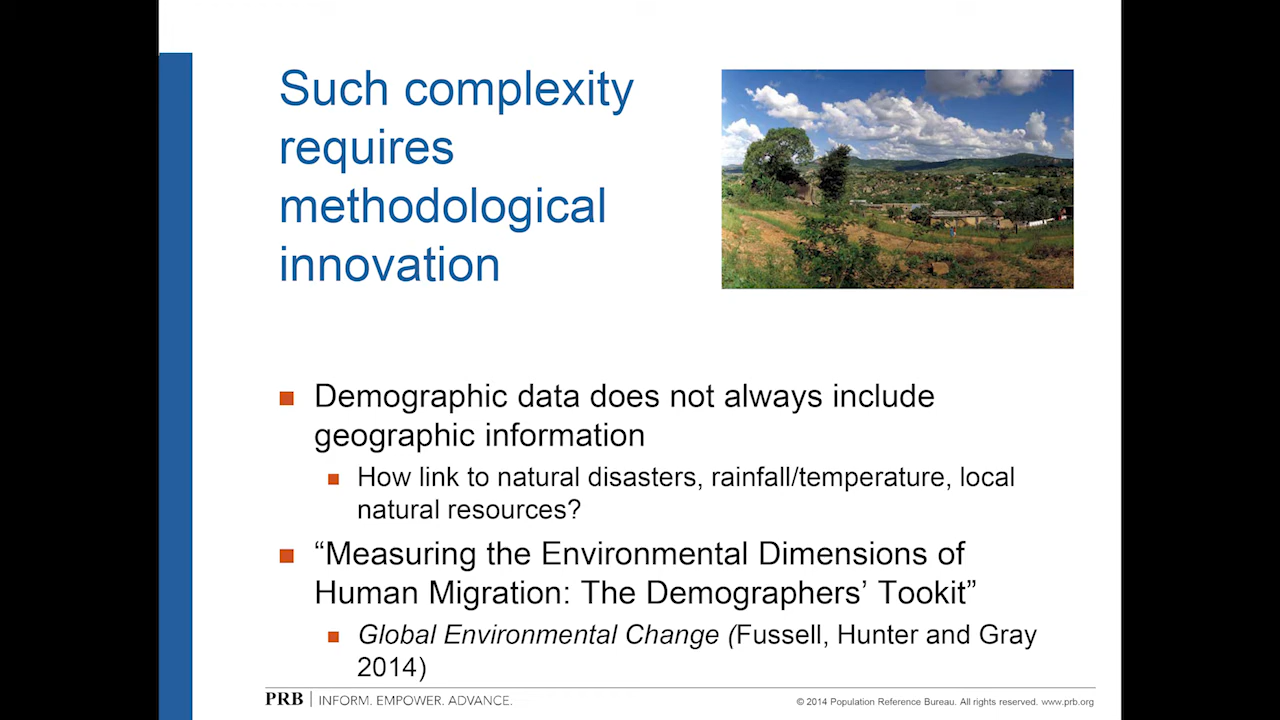 Such complexity
requires
methodological
innovation
Demographic data does not always include
geographic information
How link to natural disasters, rainfall/temperature, local
natural resources?
“Measuring the Environmental Dimensions of
Human Migration: The Demographers’ Tookit”
Global Environmental Change (Fussell, Hunter and Gray
2014)
PRB | INFORM. EMPOWER. ADVANCE.
© 2014 Population Reference Bureau. All rights reserved. www.prb.org